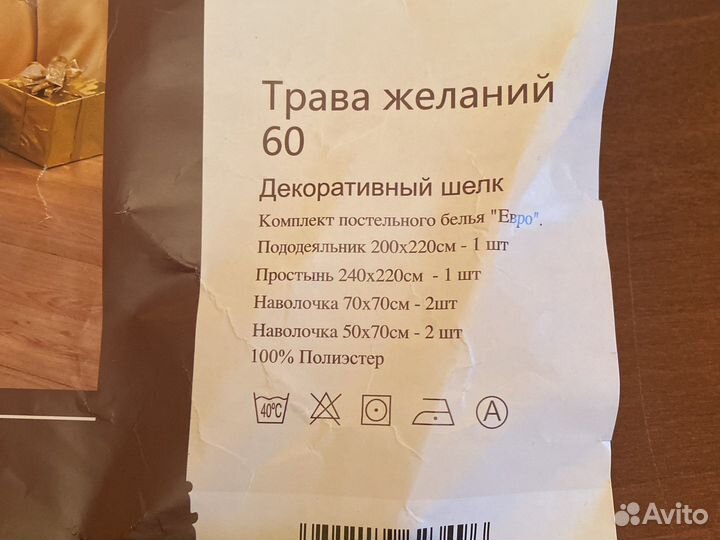 Трава желаний
60
Декоративный шелк
Комплект постельного белья "Евро".
Пододеяльник 200х220см - 1 шт
Простынь 240х220см - 1 шт
Наволочка 70х70см - 2шт
Наволочка 50х70см - 2 шт
100% Полиэстер
40°C
A
Avito